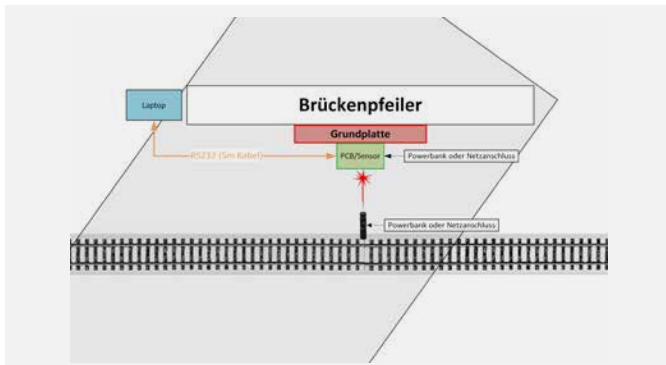 Brückenpfeiler
Laptop
Grundplatte
RS232 (5m Kabel)
PCB/Sensor
Powerbank oder Netzanschluss
Powerbank oder Netzanschluss